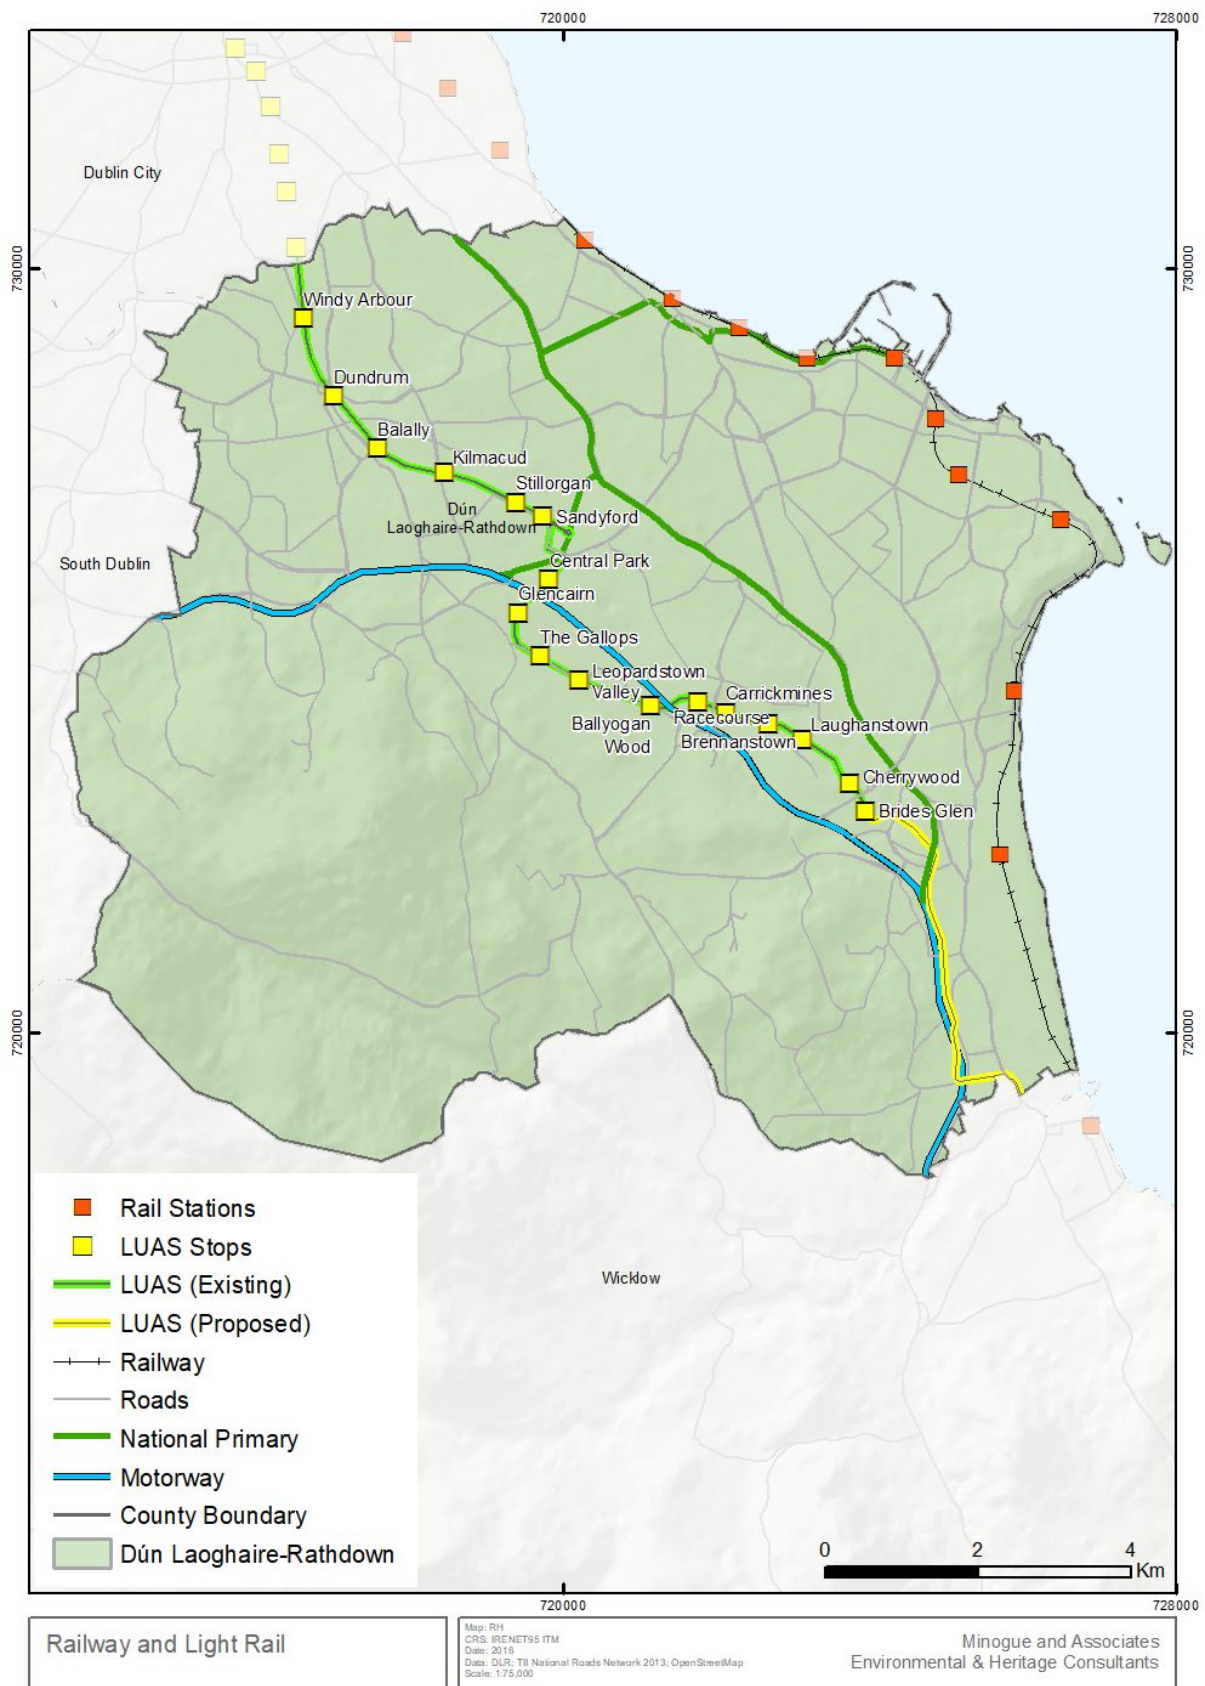 720000
728000
Dublin City
730000
730000
Windy Arbour
Dundrum
Balally
Kilmacud
Stillorgan
Dún
Laoghaire-Rathdown
Sandyford
South Dublin
Central Park
Glencairn
The Gallops
Leopardstown
Valley
Carrickmines
Ballyogan
Wood
Racecourse
Brennanstown
Laughanstown
Cherrywood
Brides Glen
720000
720000
Rail Stations
LUAS Stops
LUAS (Existing)
LUAS (Proposed)
Railway
Roads
National Primary
Motorway
County Boundary
Dún Laoghaire-Rathdown
Wicklow
0 2 4
Km
720000
728000
Railway and Light Rail
Map: RH
CRS: IRENET95 ITM
Date: 2018
Data: DLR; TII National Roads Network 2013; OpenStreetMap
Scale: 1:75,000
Minogue and Associates
Environmental & Heritage Consultants